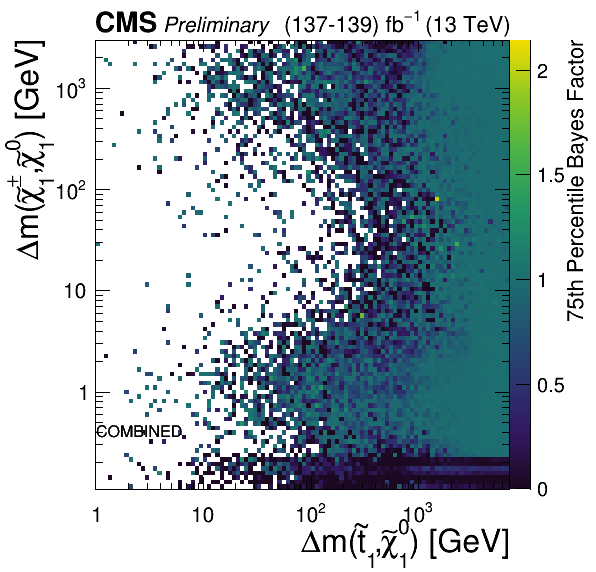 CMS Preliminary (137-139) fb⁻¹ (13 TeV)
Δm(χ̃₁±,χ̃₁⁰) [GeV]
10³
10²
10
1
COMBINED
1 10 10² 10³
Δm(t̃₁,χ̃₁⁰) [GeV]
2
1.5
1
0.5
0
75th Percentile Bayes Factor